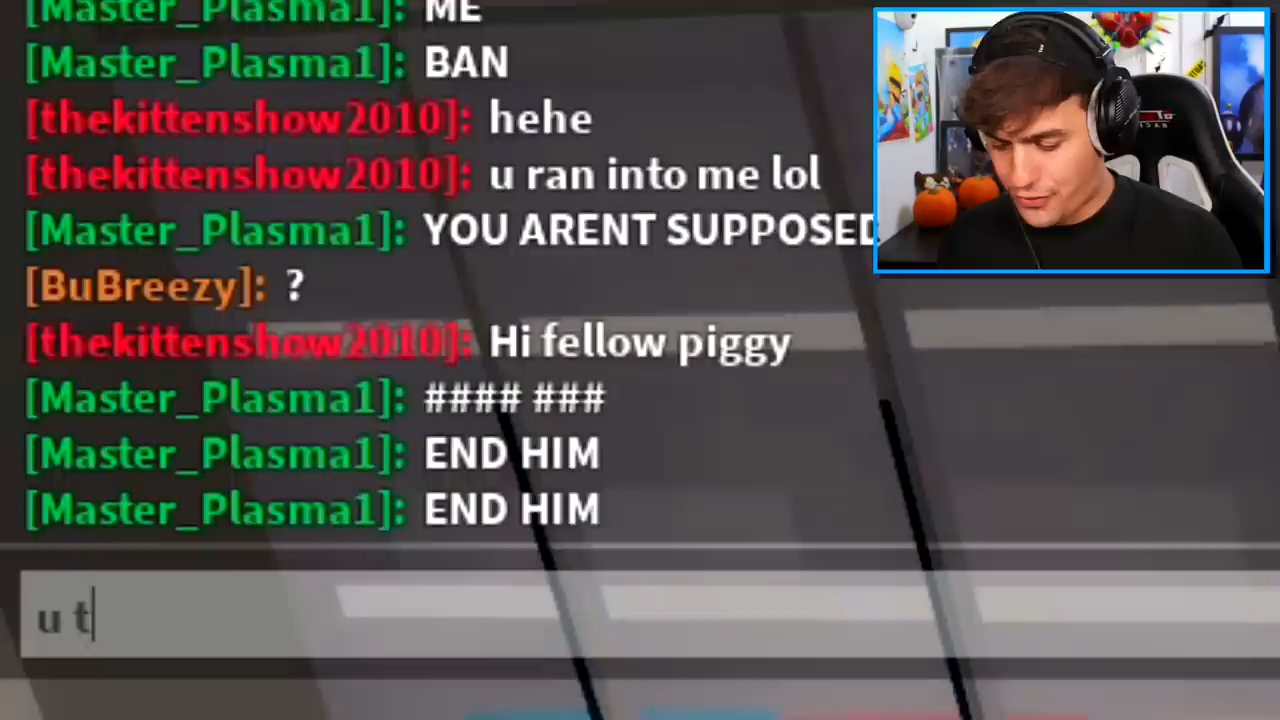 [Master_Plasma1]: ME
[Master_Plasma1]: BAN
[thekittenshow2010]: hehe
[thekittenshow2010]: u ran into me lol
[Master_Plasma1]: YOU ARENT SUPPOSED
[BuBreezy]: ?
[thekittenshow2010]: Hi fellow piggy
[Master_Plasma1]: #### ###
[Master_Plasma1]: END HIM
[Master_Plasma1]: END HIM
u t